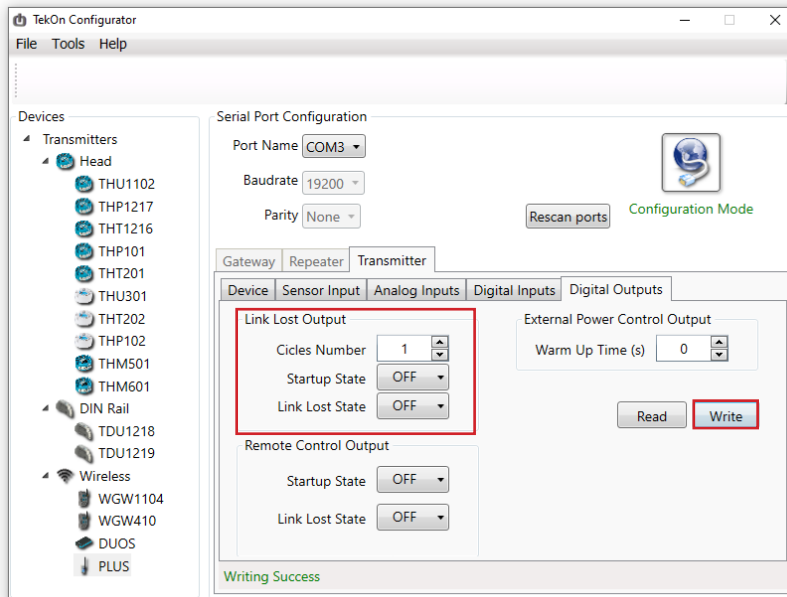 TekOn Configurator
File Tools Help
Devices
Transmitters
Head
THU1102
THP1217
THT1216
THP101
THT201
THU301
THT202
THP102
THM501
THM601
DIN Rail
TDU1218
TDU1219
Wireless
WGW1104
WGW410
DUOS
PLUS
Serial Port Configuration
Port Name COM3
Baudrate 19200
Parity None
Rescan ports
Configuration Mode
Gateway Repeater Transmitter
Device Sensor Input Analog Inputs Digital Inputs Digital Outputs
Link Lost Output
Cicles Number 1
Startup State OFF
Link Lost State OFF
External Power Control Output
Warm Up Time (s) 0
Read Write
Remote Control Output
Startup State OFF
Link Lost State OFF
Writing Success